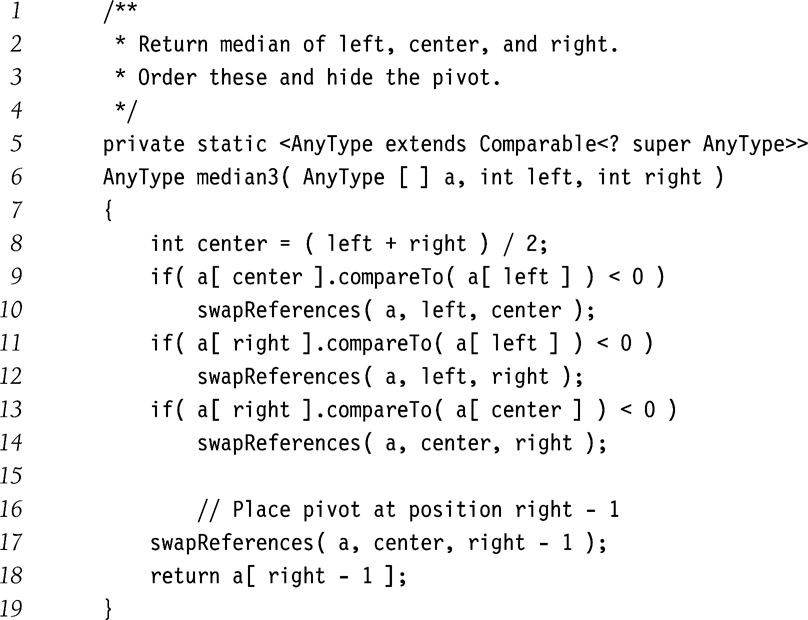 1 /**
2 * Return median of left, center, and right.
3 * Order these and hide the pivot.
4 */
5 private static <AnyType extends Comparable<? super AnyType>>
6 AnyType median3( AnyType [ ] a, int left, int right )
7 {
8 int center = ( left + right ) / 2;
9 if( a[ center ].compareTo( a[ left ] ) < 0 )
10 swapReferences( a, left, center );
11 if( a[ right ].compareTo( a[ left ] ) < 0 )
12 swapReferences( a, left, right );
13 if( a[ right ].compareTo( a[ center ] ) < 0 )
14 swapReferences( a, center, right );
15
16 // Place pivot at position right - 1
17 swapReferences( a, center, right - 1 );
18 return a[ right - 1 ];
19 }